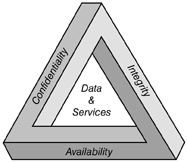 Confidentiality
Integrity
Data
&
Services
Availability